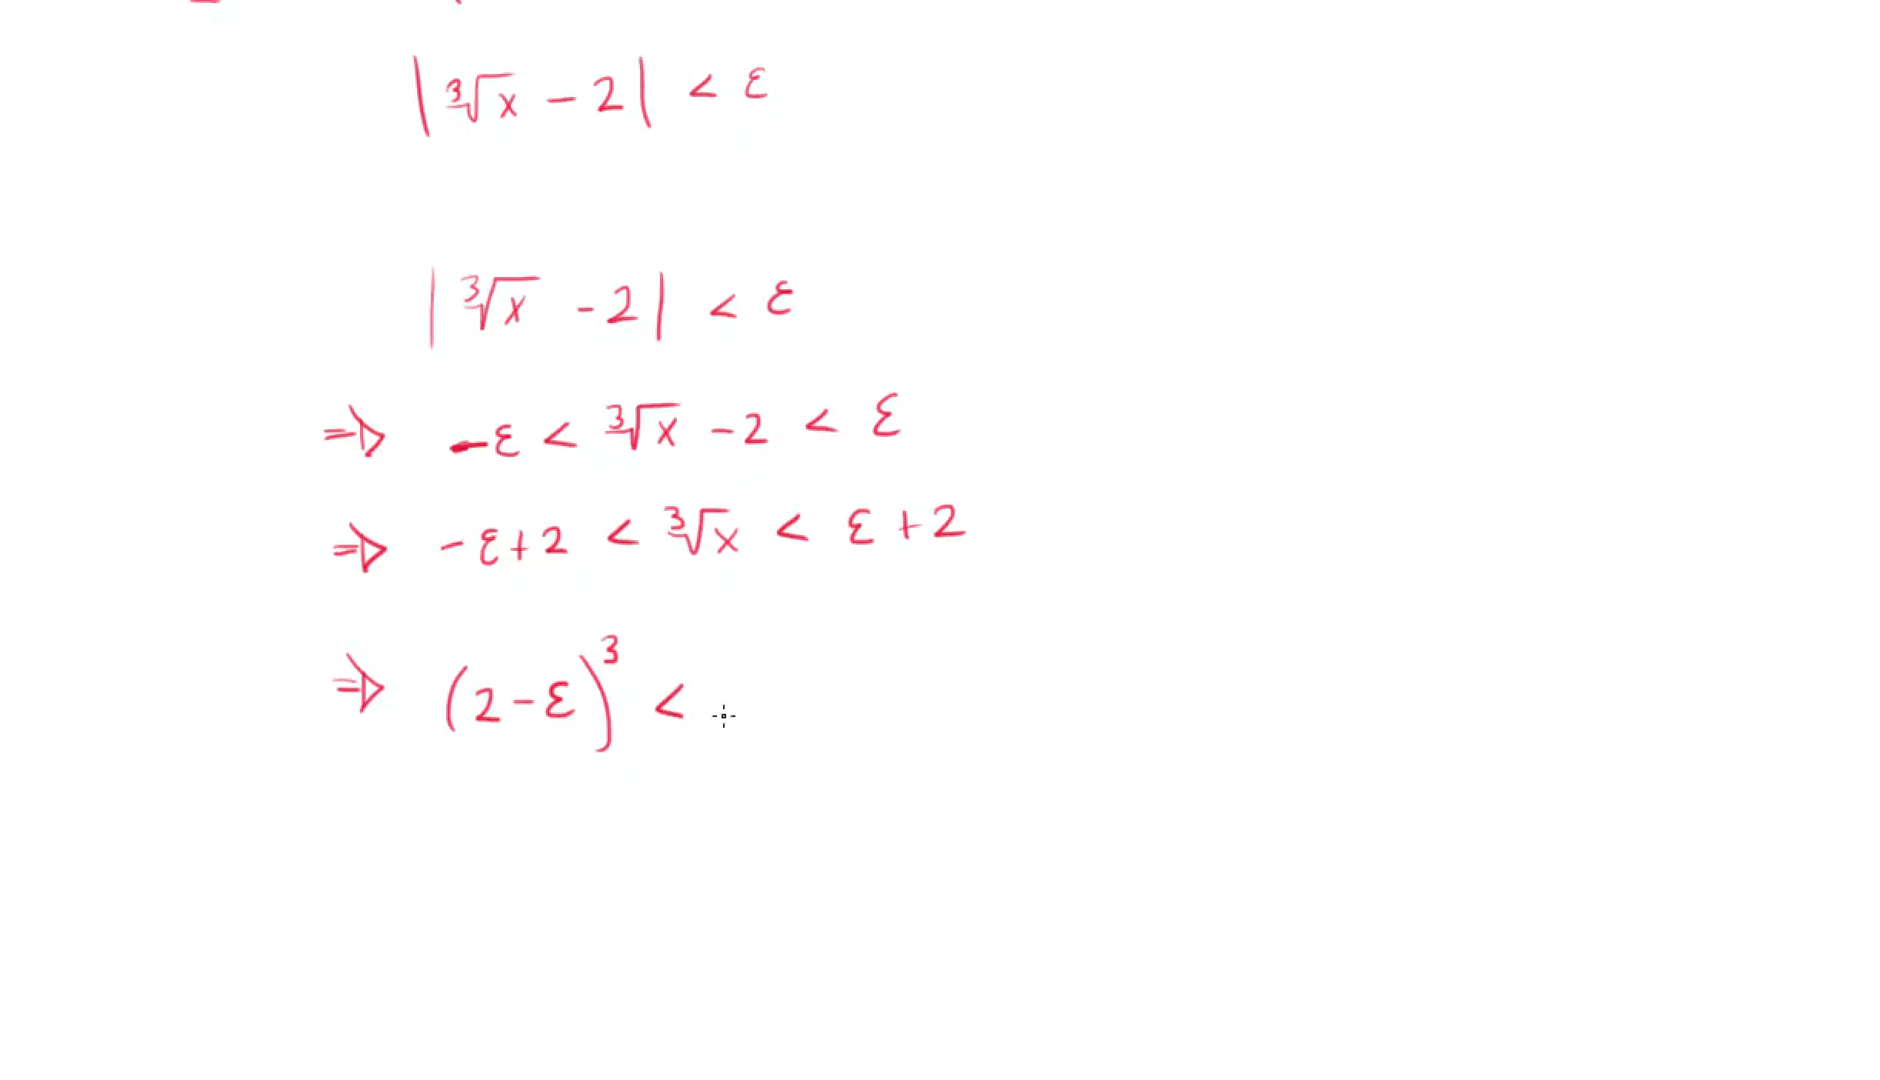 |∛x - 2| < ε
|∛x - 2| < ε
⇒ -ε < ∛x - 2 < ε
⇒ -ε+2 < ∛x < ε+2
⇒ (2-ε)³ <